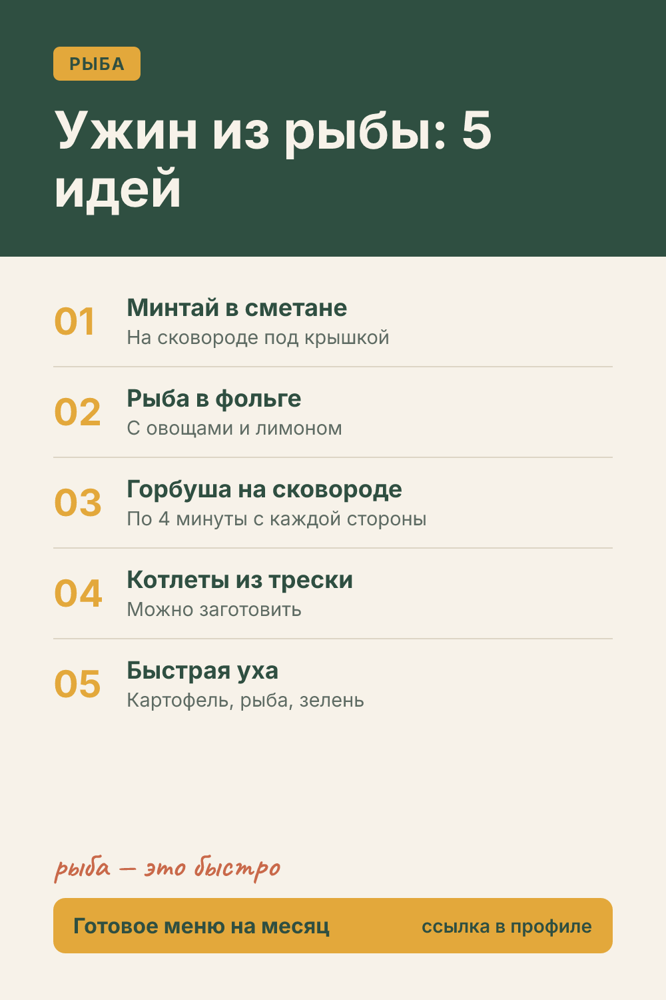 РЫБА
Ужин из рыбы: 5
идей
01 Минтай в сметане
На сковороде под крышкой
02 Рыба в фольге
С овощами и лимоном
03 Горбуша на сковороде
По 4 минуты с каждой стороны
04 Котлеты из трески
Можно заготовить
05 Быстрая уха
Картофель, рыба, зелень
рыба — это быстро
Готовое меню на месяц ссылка в профиле